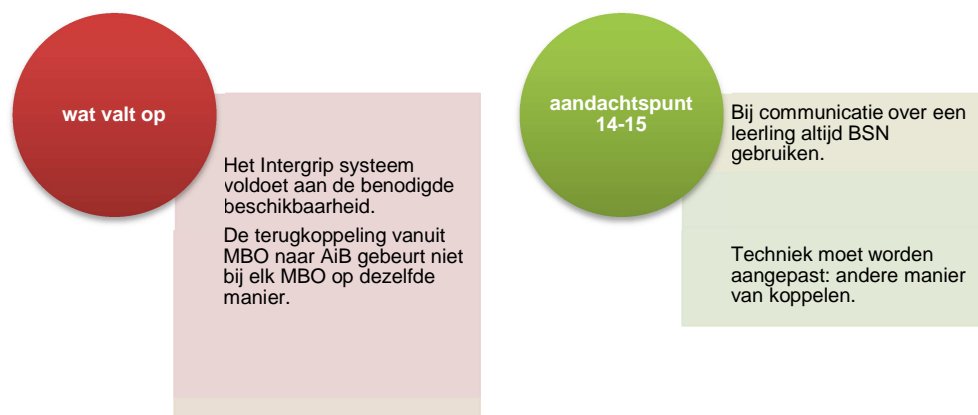 wat valt op
Het Intergrip systeem
voldoet aan de benodigde
beschikbaarheid.
De terugkoppeling vanuit
MBO naar AiB gebeurt niet
bij elk MBO op dezelfde
manier.
aandachtspunt
14-15
Bij communicatie over een
leerling altijd BSN
gebruiken.
Techniek moet worden
aangepast: andere manier
van koppelen.